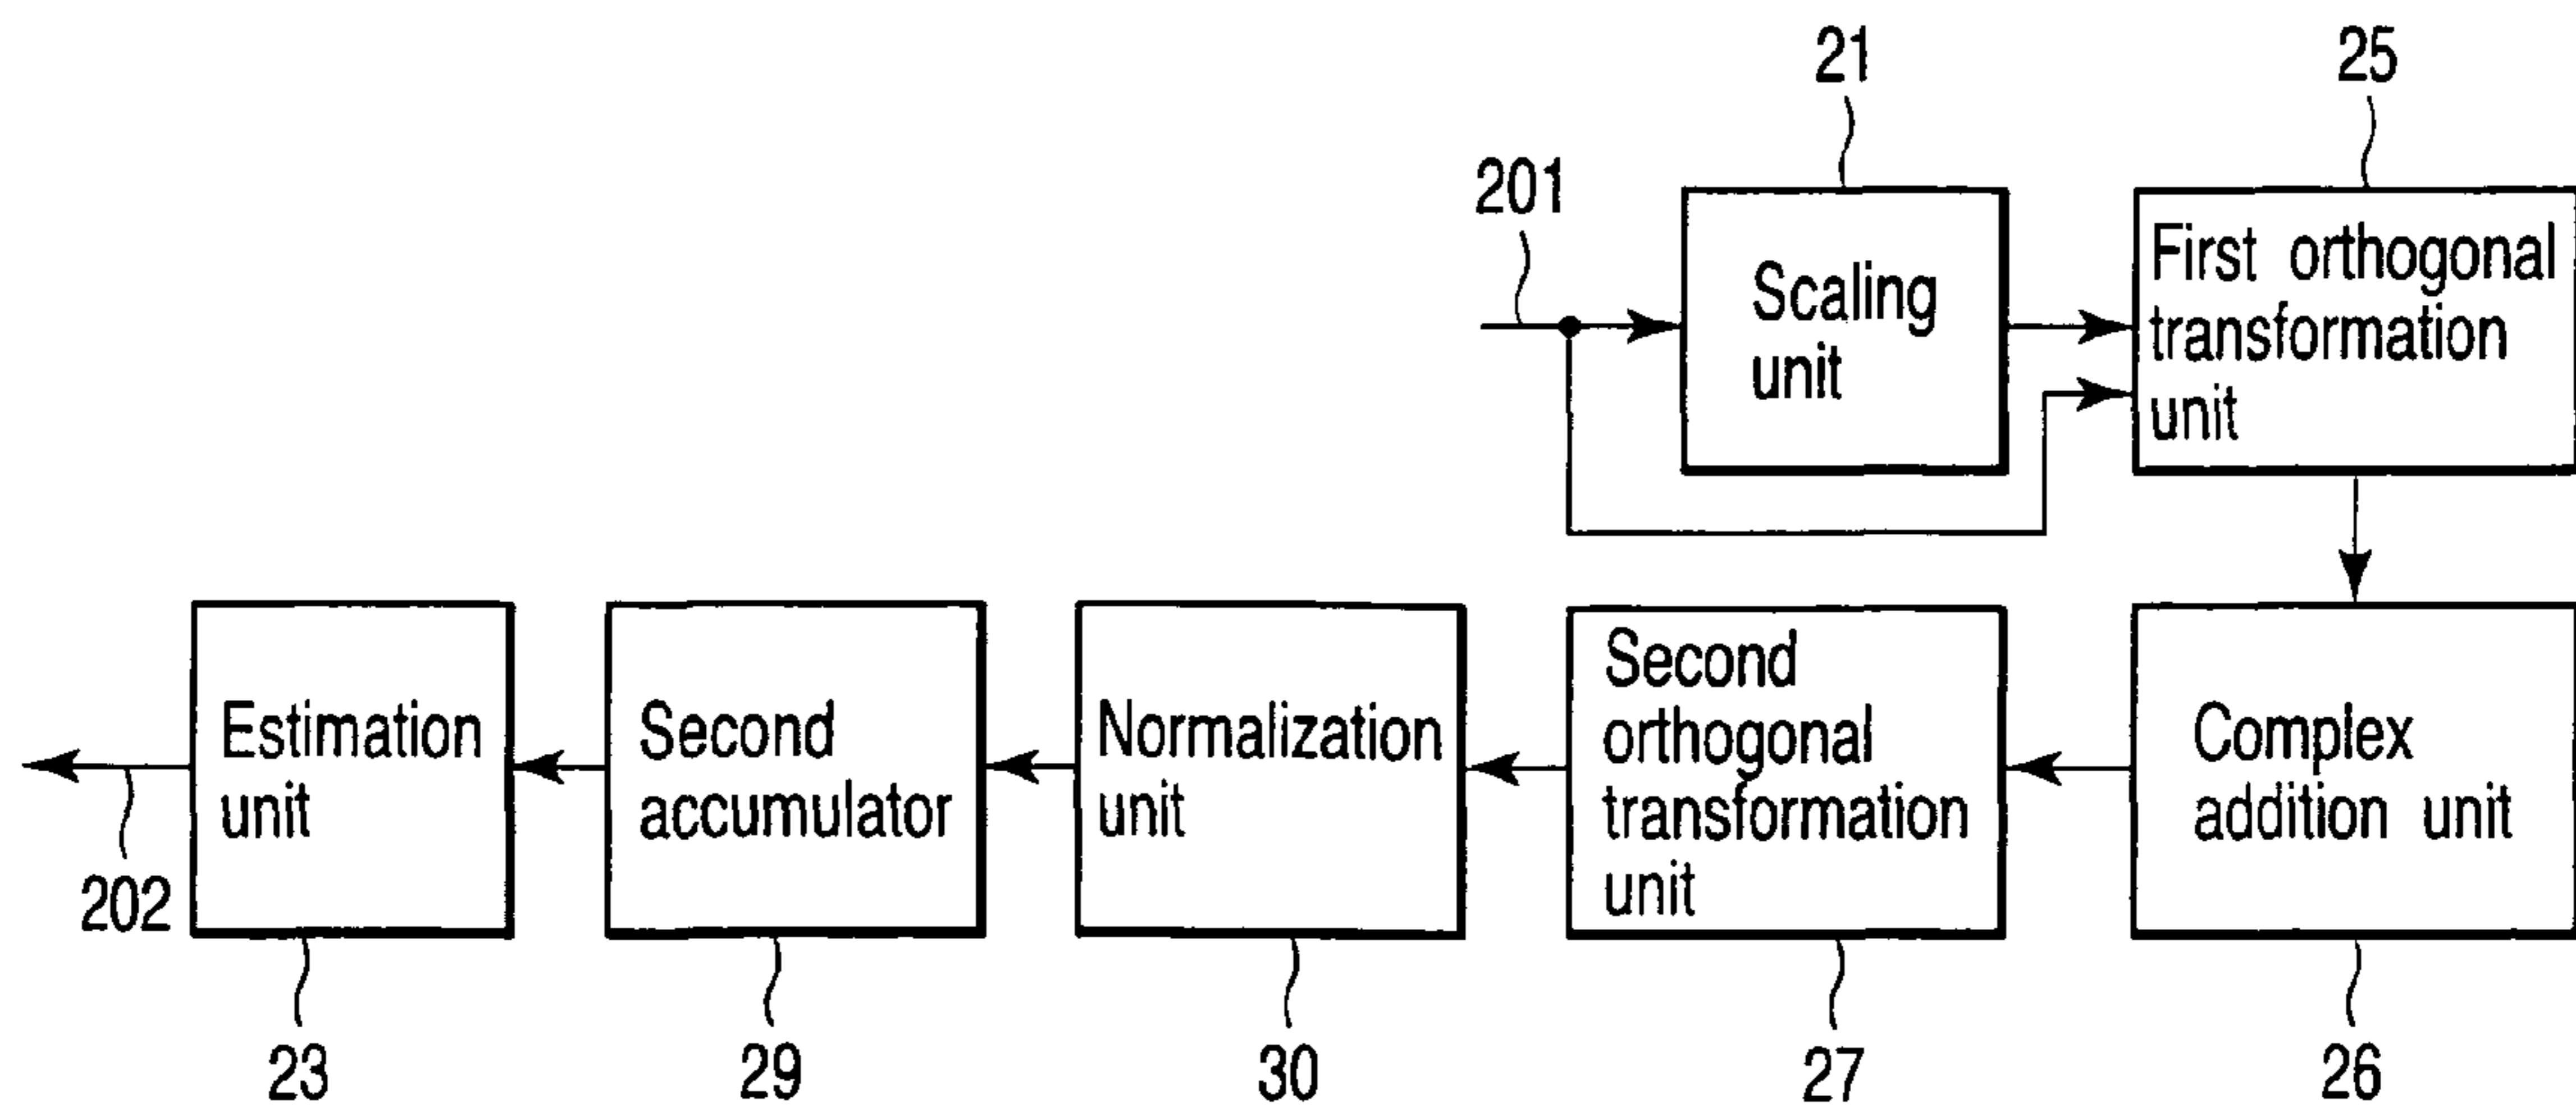 21
25
201
Scaling
unit
First orthogonal
transformation
unit
Estimation
unit
Second
accumulator
Normalization
unit
Second
orthogonal
transformation
unit
Complex
addition unit
202
23
29
30
27
26